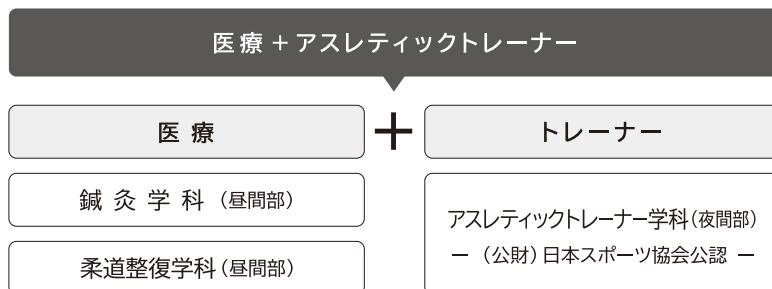 医療＋アスレティックトレーナー
医療
＋
トレーナー
鍼灸学科（昼間部）
柔道整復学科（昼間部）
アスレティックトレーナー学科（夜間部）
ー（公財）日本スポーツ協会公認 ー